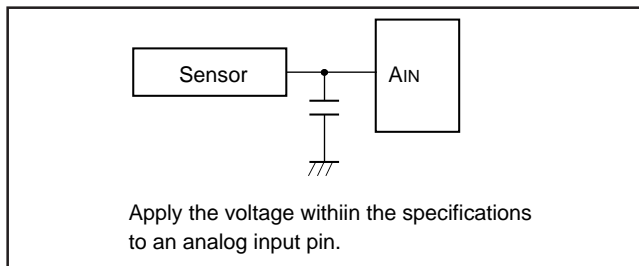 Sensor
AIN
Apply the voltage withiin the specifications
to an analog input pin.